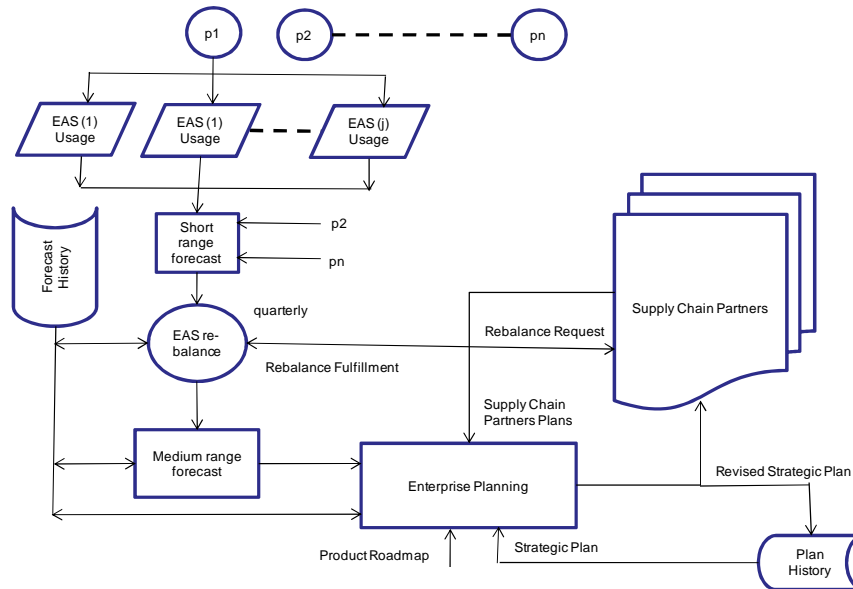 p1
p2
pn
EAS (1)
Usage
EAS (1)
Usage
EAS (j)
Usage
Forecast
History
Short
range
forecast
p2
pn
quarterly
EAS re-
balance
Rebalance Request
Rebalance Fulfillment
Supply Chain Partners
Supply Chain
Partners Plans
Medium range
forecast
Enterprise Planning
Revised Strategic Plan
Product Roadmap
Strategic Plan
Plan
History